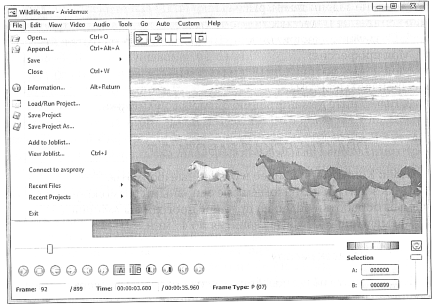 Wildlife.wmv - Avidemux
File Edit View Video Audio Tools Go Auto Custom Help
Open... Ctrl+O
Append... Ctrl+Alt+A
Save
Close Ctrl+W
Information... Alt+Return
Load/Run Project...
Save Project
Save Project As...
Add to Joblist...
View Joblist... Ctrl+J
Connect to avsproxy
Recent Files
Recent Projects
Exit
Selection
A: 000000
B: 000899
Frame: 92 / 899 Time: 00:00:03.600 / 00:00:35.960 Frame Type: P (07)